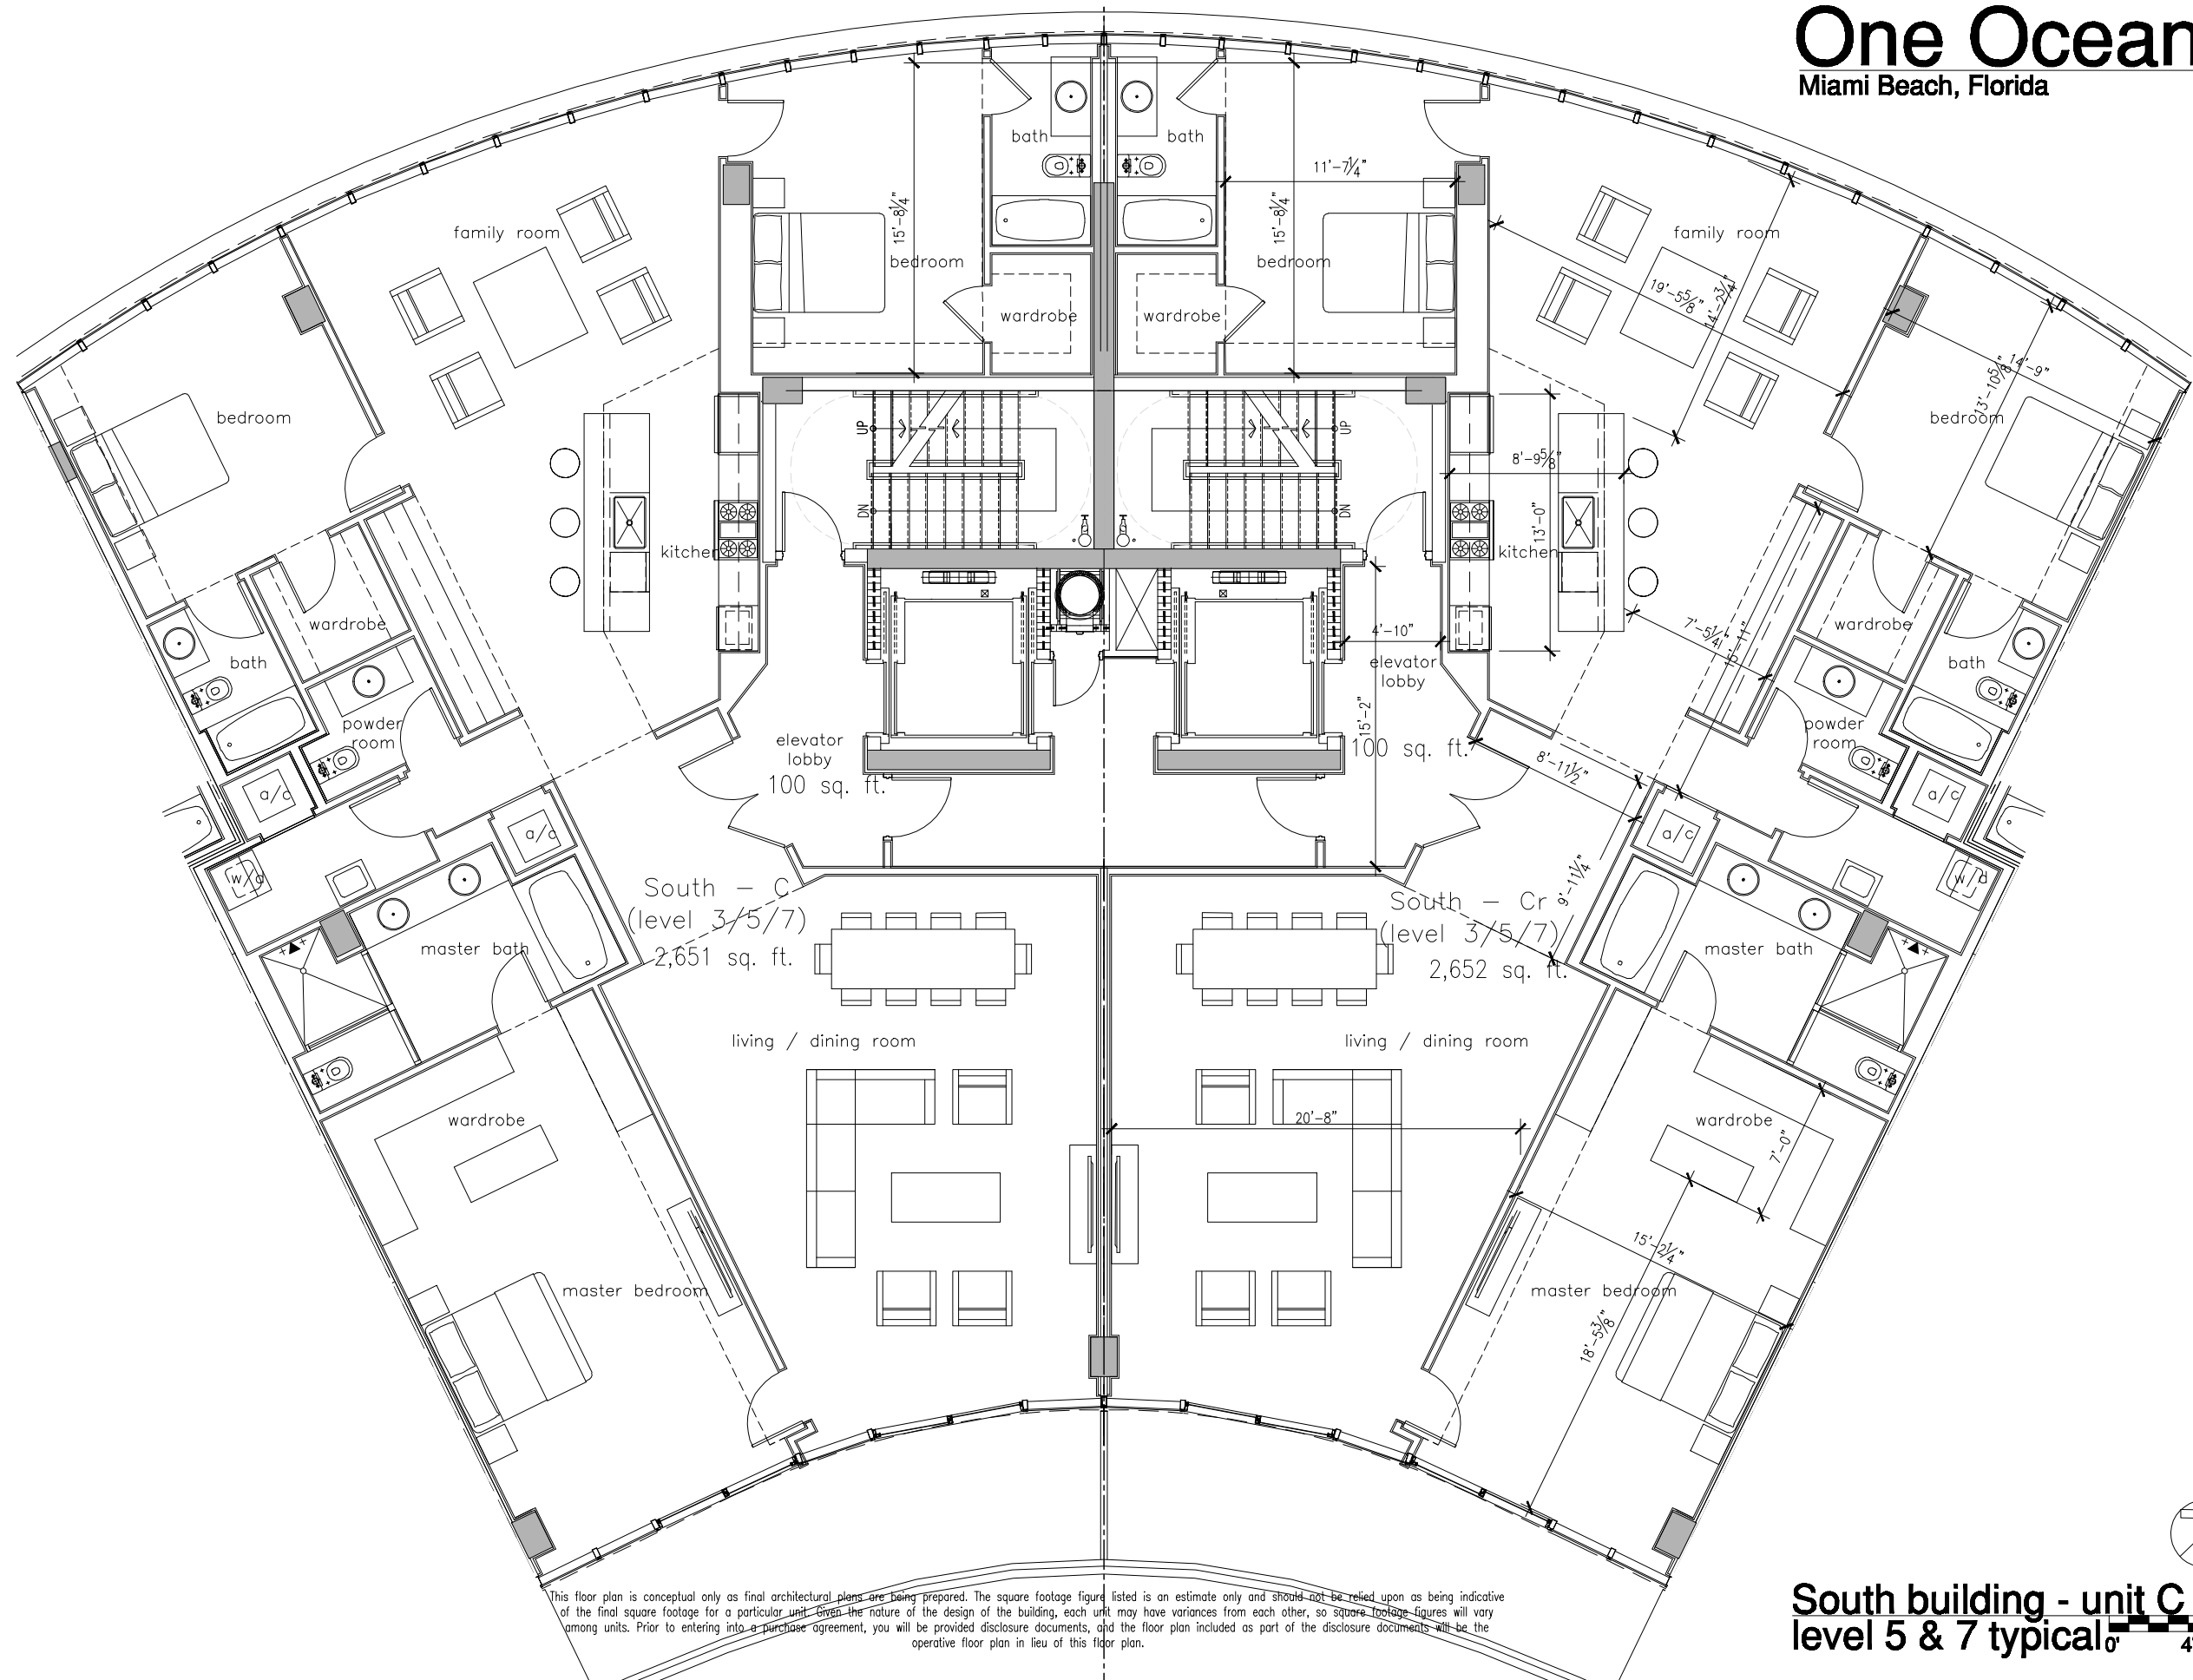 One Ocean
Miami Beach, Florida
bath
bath
11'-7¼"
15'-8¼"
15'-8¼"
family room
family room
bedroom
bedroom
19'-5⅝"
14'-2¾"
wardrobe
wardrobe
14'-9"
13'-10⅝"
bedroom
bedroom
UP
UP
8'-9⅝"
DN
DN
13'-0"
kitchen
kitchen
wardrobe
wardrobe
4'-10"
7'-5¼"
15'-11"
bath
elevator
lobby
bath
15'-2"
powder
room
powder
room
elevator
lobby
100 sq. ft.
100 sq. ft.
8'-11½"
a/c
a/c
a/c
a/c
w/d
w/d
9'-11¼"
South – C
(level 3/5/7)
2,651 sq. ft.
South – Cr
(level 3/5/7)
2,652 sq. ft.
master bath
master bath
living / dining room
living / dining room
wardrobe
20'-8"
wardrobe
7'-0"
15'-2¼"
master bedroom
master bedroom
18'-5⅜"
This floor plan is conceptual only as final architectural plans are being prepared. The square footage figure listed is an estimate only and should not be relied upon as being indicative
of the final square footage for a particular unit. Given the nature of the design of the building, each unit may have variances from each other, so square footage figures will vary
among units. Prior to entering into a purchase agreement, you will be provided disclosure documents, and the floor plan included as part of the disclosure documents will be the
operative floor plan in lieu of this floor plan.
South building - unit C
level 5 & 7 typical
0'
4'